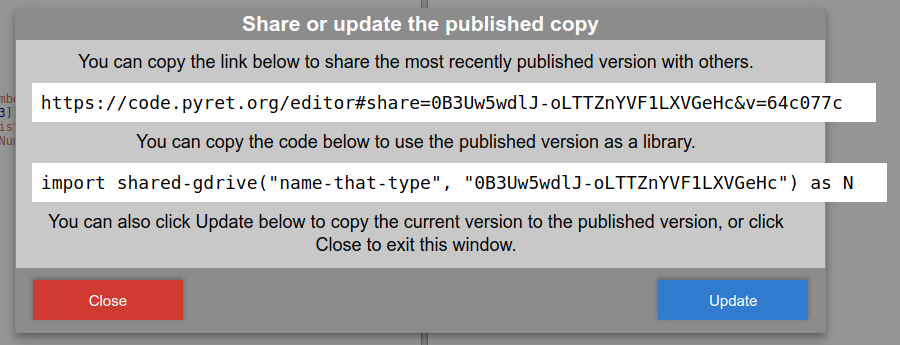 Share or update the published copy
You can copy the link below to share the most recently published version with others.
https://code.pyret.org/editor#share=0B3Uw5wdlJ-oLTTZnYVF1LXVGeHc&v=64c077c
You can copy the code below to use the published version as a library.
import shared-gdrive("name-that-type", "0B3Uw5wdlJ-oLTTZnYVF1LXVGeHc") as N
You can also click Update below to copy the current version to the published version, or click
Close to exit this window.
Close
Update